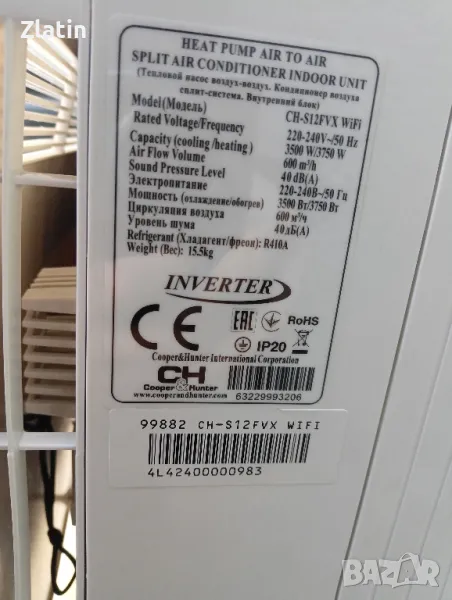 Zlatin
HEAT PUMP AIR TO AIR
SPLIT AIR CONDITIONER INDOOR UNIT
(Тепловой насос воздух-воздух. Кондиционер воздуха
сплит-система. Внутренний блок)
Model(Модель) CH-S12FVX WiFi
Rated Voltage/Frequency 220-240V~/50 Hz
Capacity (cooling /heating) 3500 W/3750 W
Air Flow Volume 600 m³/h
Sound Pressure Level 40 dB(A)
Электропитание 220-240В~/50 Гц
Мощность (охлаждение/обогрев) 3500 Вт/3750 Вт
Циркуляция воздуха 600 м³/ч
Уровень шума 40дБ(A)
Refrigerant (Хладагент/фреон): R410A
Weight (Вес): 15.5kg
INVERTER
CE EAC RoHS
IP20
Cooper&Hunter International Corporation
CH
Cooper&Hunter
www.cooperandhunter.com 63229993206
99882 CH-S12FVX WIFI
4L42400000983
BAZAR.bg